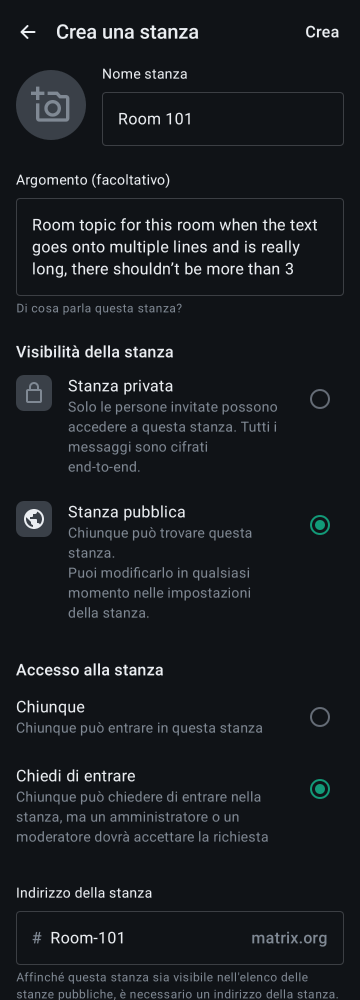 Crea una stanza
Crea
Nome stanza
Room 101
Argomento (facoltativo)
Room topic for this room when the text
goes onto multiple lines and is really
long, there shouldn’t be more than 3
Di cosa parla questa stanza?
Visibilità della stanza
Stanza privata
Solo le persone invitate possono
accedere a questa stanza. Tutti i
messaggi sono cifrati
end-to-end.
Stanza pubblica
Chiunque può trovare questa
stanza.
Puoi modificarlo in qualsiasi
momento nelle impostazioni
della stanza.
Accesso alla stanza
Chiunque
Chiunque può entrare in questa stanza
Chiedi di entrare
Chiunque può chiedere di entrare nella
stanza, ma un amministratore o un
moderatore dovrà accettare la richiesta
Indirizzo della stanza
# Room-101 matrix.org
Affinché questa stanza sia visibile nell'elenco delle
stanze pubbliche, è necessario un indirizzo della stanza.